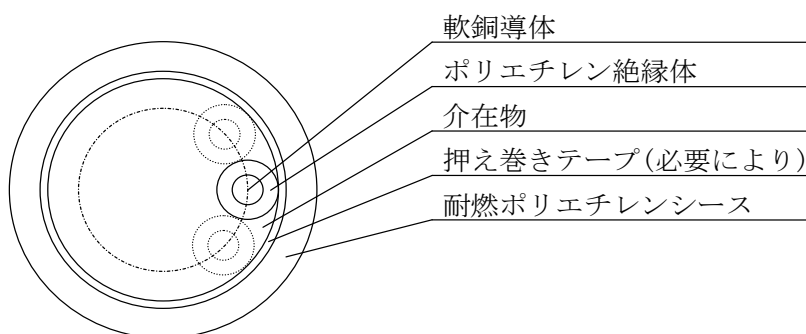 軟銅導体
ポリエチレン絶縁体
介在物
押え巻きテープ(必要により)
耐燃ポリエチレンシース